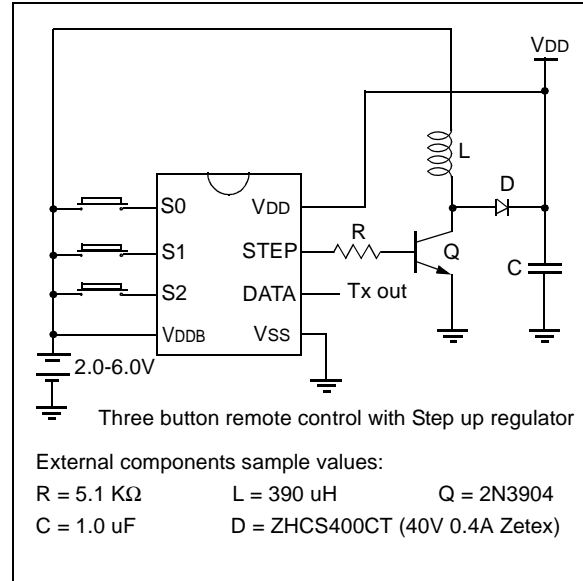 VDD
L
D
S0
VDD
R
S1
STEP
Q
C
S2
DATA
Tx out
VDDB
VSS
2.0-6.0V
Three button remote control with Step up regulator
External components sample values:
R = 5.1 KΩ L = 390 uH Q = 2N3904
C = 1.0 uF D = ZHCS400CT (40V 0.4A Zetex)